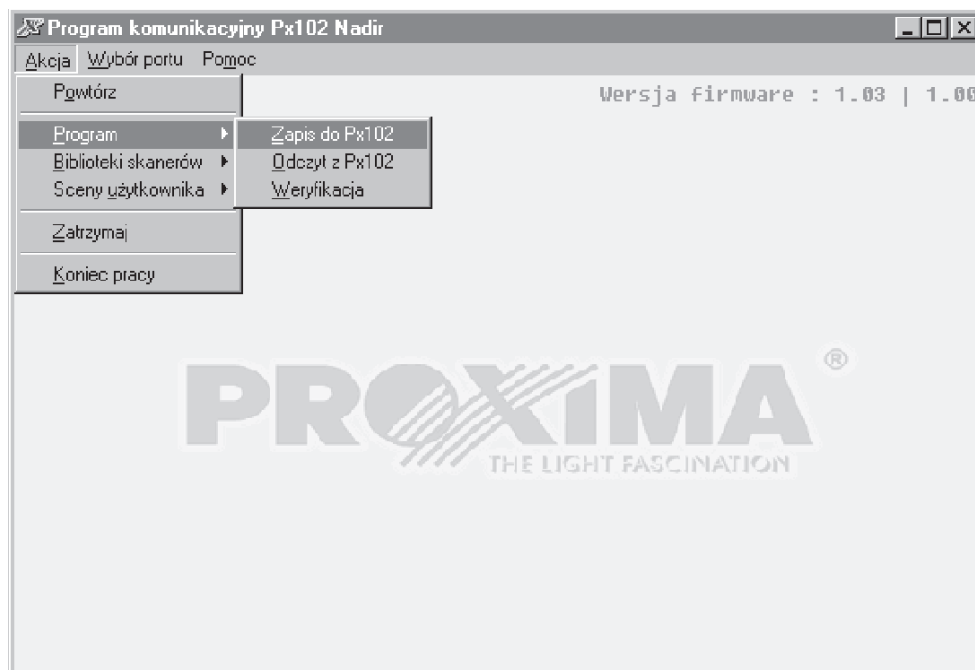 Program komunikacyjny Px102 Nadir
Akcja Wybór portu Pomoc
Powtórz
Wersja firmware : 1.03 | 1.00
Program
Zapis do Px102
Biblioteki skanerów
Odczyt z Px102
Sceny użytkownika
Weryfikacja
Zatrzymaj
Koniec pracy
PROXIMA ®
THE LIGHT FASCINATION